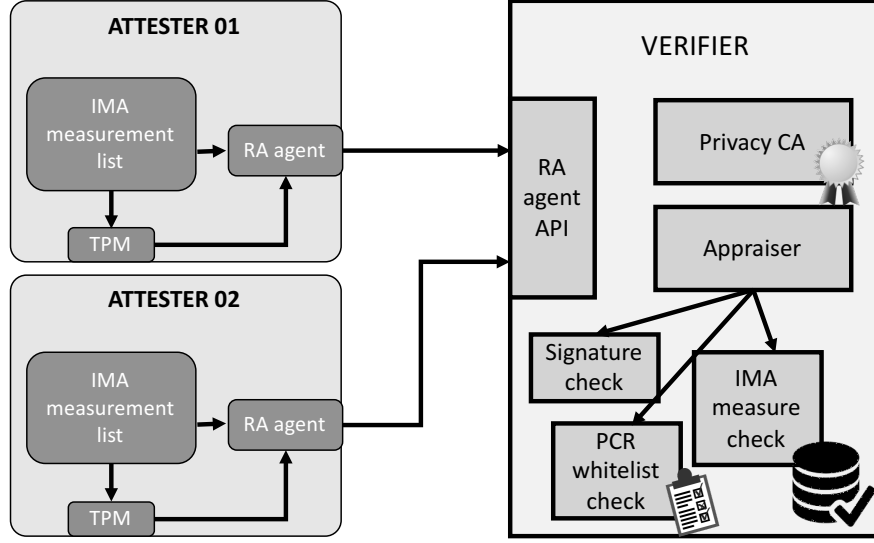 ATTESTER 01
IMA
measurement
list
RA agent
TPM
ATTESTER 02
IMA
measurement
list
RA agent
TPM
VERIFIER
RA
agent
API
Privacy CA
Appraiser
Signature
check
IMA
measure
check
PCR
whitelist
check